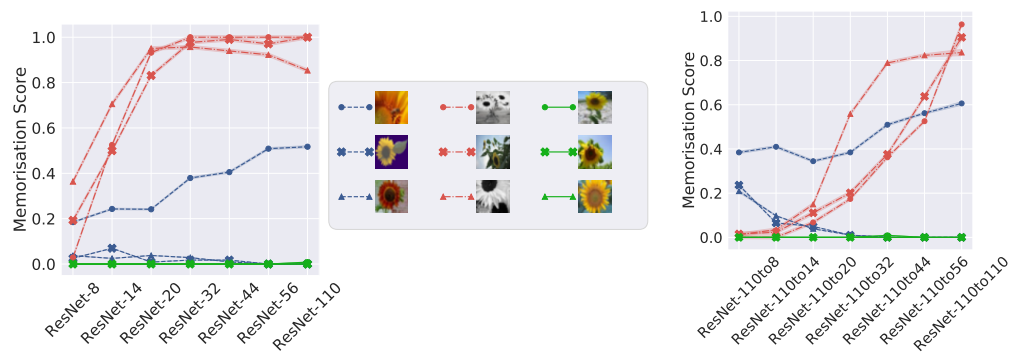 Memorisation Score
1.0
0.8
0.6
0.4
0.2
0.0
ResNet-8
ResNet-14
ResNet-20
ResNet-32
ResNet-44
ResNet-56
ResNet-110
Memorisation Score
1.0
0.8
0.6
0.4
0.2
0.0
ResNet-110to8
ResNet-110to14
ResNet-110to20
ResNet-110to32
ResNet-110to44
ResNet-110to56
ResNet-110to110